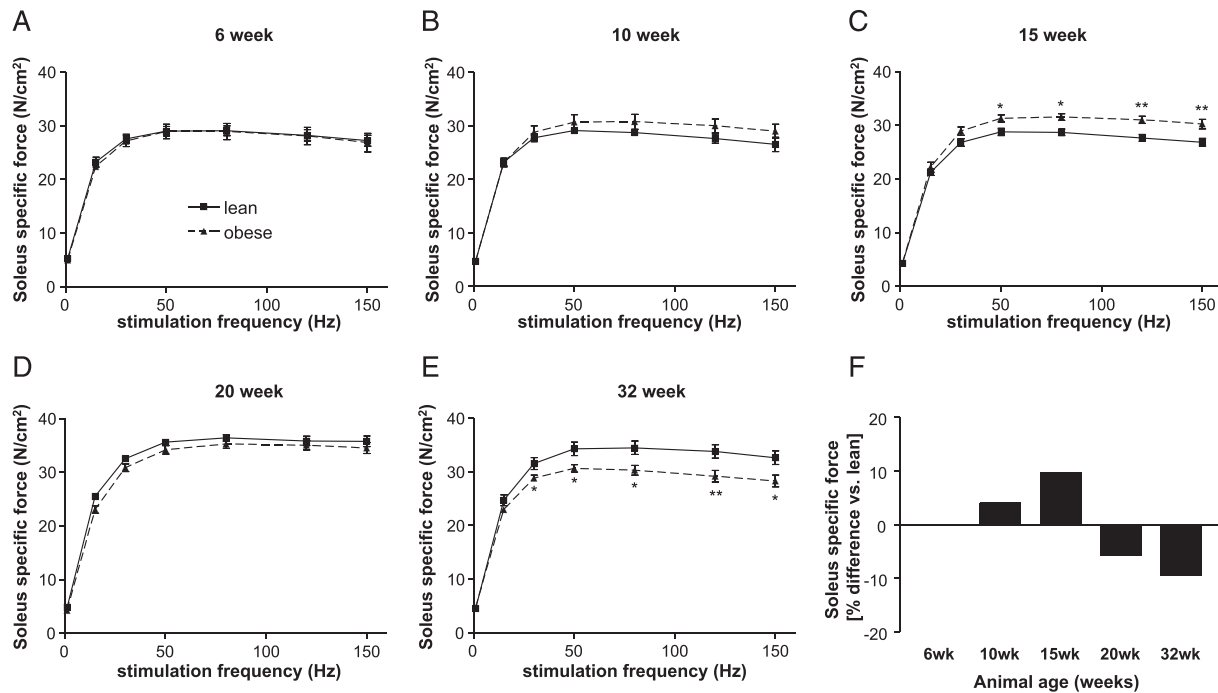 A
6 week
Soleus specific force (N/cm²)
40
30
20
10
0
lean
obese
0 50 100 150
stimulation frequency (Hz)
B
10 week
Soleus specific force (N/cm²)
40
30
20
10
0
0 50 100 150
stimulation frequency (Hz)
C
15 week
Soleus specific force (N/cm²)
40
30
20
10
0
* * ** **
0 50 100 150
stimulation frequency (Hz)
D
20 week
Soleus specific force (N/cm²)
40
30
20
10
0
0 50 100 150
stimulation frequency (Hz)
E
32 week
Soleus specific force (N/cm²)
40
30
20
10
0
* * * ** *
0 50 100 150
stimulation frequency (Hz)
F
Soleus specific force
[% difference vs. lean]
20
10
0
-10
-20
6wk 10wk 15wk 20wk 32wk
Animal age (weeks)